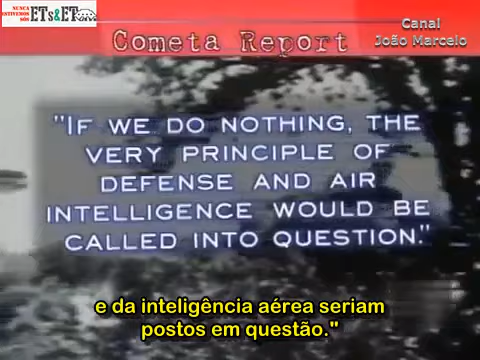 NUNCA
ESTIVEMOS
SÓS
ETs&ETc...
Canal
João Marcelo
Cometa Report
"IF WE DO NOTHING, THE
VERY PRINCIPLE OF
DEFENSE AND AIR
INTELLIGENCE WOULD BE
CALLED INTO QUESTION."
e da inteligência aérea seriam
postos em questão."